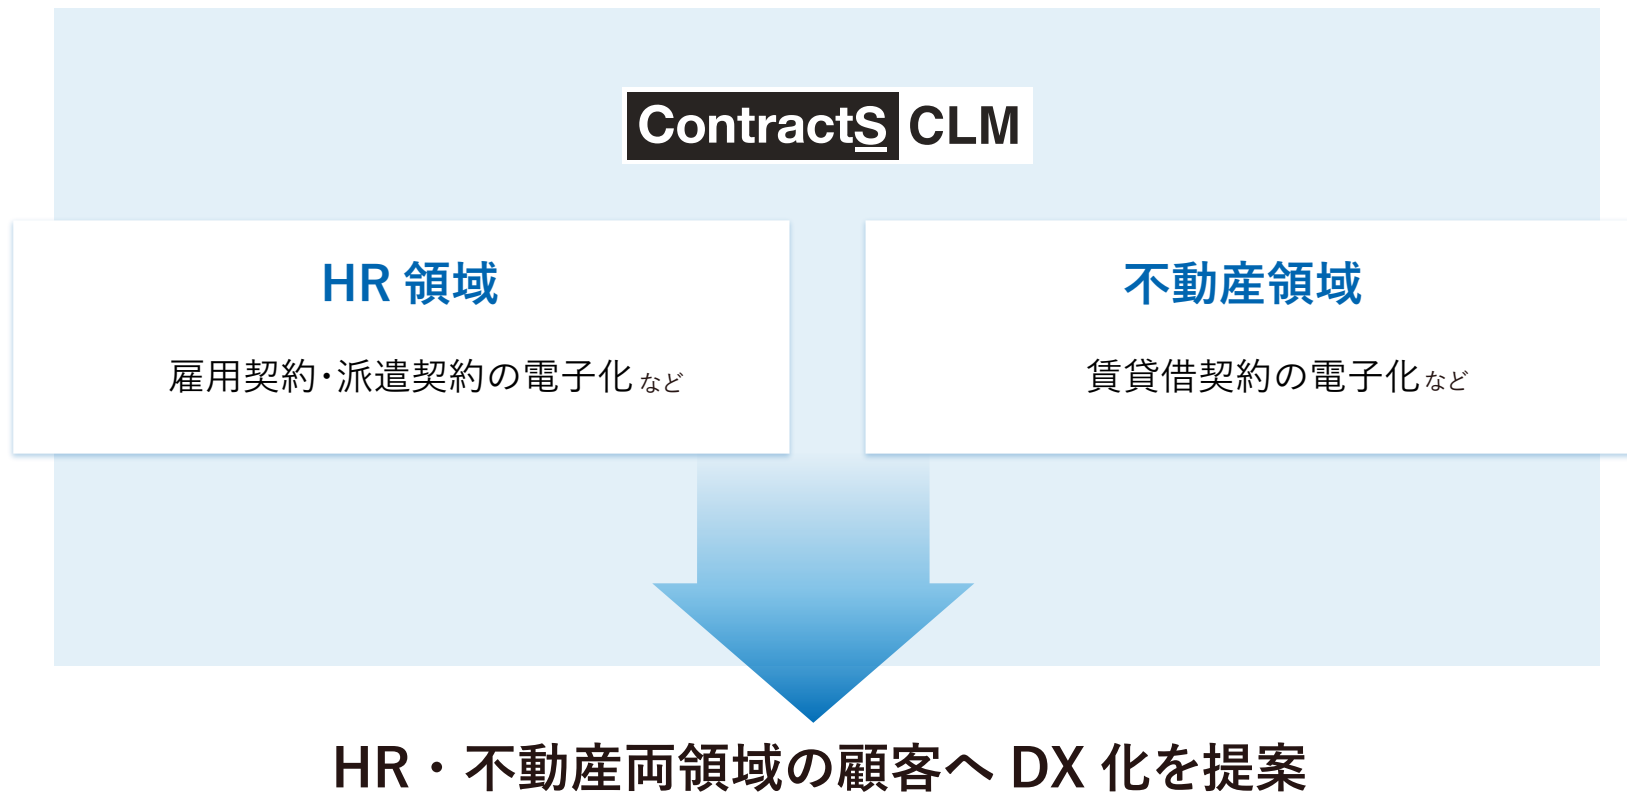 ContractS CLM
HR 領域
雇用契約・派遣契約の電子化 など
不動産領域
賃貸借契約の電子化 など
HR・不動産両領域の顧客へ DX 化を提案